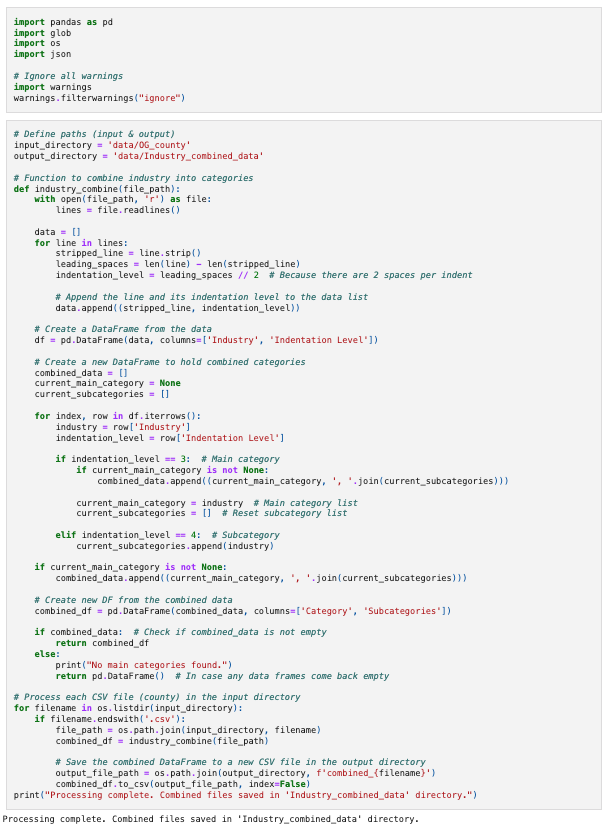 import pandas as pd
import glob
import os
import json

# Ignore all warnings
import warnings
warnings.filterwarnings("ignore")

# Define paths (input & output)
input_directory = 'data/OG_county'
output_directory = 'data/Industry_combined_data'

# Function to combine industry into categories
def industry_combine(file_path):
    with open(file_path, 'r') as file:
        lines = file.readlines()

    data = []
    for line in lines:
        stripped_line = line.strip()
        leading_spaces = len(line) - len(stripped_line)
        indentation_level = leading_spaces // 2  # Because there are 2 spaces per indent

        # Append the line and its indentation level to the data list
        data.append((stripped_line, indentation_level))

    # Create a DataFrame from the data
    df = pd.DataFrame(data, columns=['Industry', 'Indentation Level'])

    # Create a new DataFrame to hold combined categories
    combined_data = []
    current_main_category = None
    current_subcategories = []

    for index, row in df.iterrows():
        industry = row['Industry']
        indentation_level = row['Indentation Level']

        if indentation_level == 3:  # Main category
            if current_main_category is not None:
                combined_data.append((current_main_category, ', '.join(current_subcategories)))

            current_main_category = industry  # Main category list
            current_subcategories = []  # Reset subcategory list

        elif indentation_level == 4:  # Subcategory
            current_subcategories.append(industry)

    if current_main_category is not None:
        combined_data.append((current_main_category, ', '.join(current_subcategories)))

    # Create new DF from the combined data
    combined_df = pd.DataFrame(combined_data, columns=['Category', 'Subcategories'])

    if combined_data:  # Check if combined_data is not empty
        return combined_df
    else:
        print("No main categories found.")
        return pd.DataFrame()  # In case any data frames come back empty

# Process each CSV file (county) in the input directory
for filename in os.listdir(input_directory):
    if filename.endswith('.csv'):
        file_path = os.path.join(input_directory, filename)
        combined_df = industry_combine(file_path)

        # Save the combined DataFrame to a new CSV file in the output directory
        output_file_path = os.path.join(output_directory, f'combined_{filename}')
        combined_df.to_csv(output_file_path, index=False)
print("Processing complete. Combined files saved in 'Industry_combined_data' directory.")

Processing complete. Combined files saved in 'Industry_combined_data' directory.